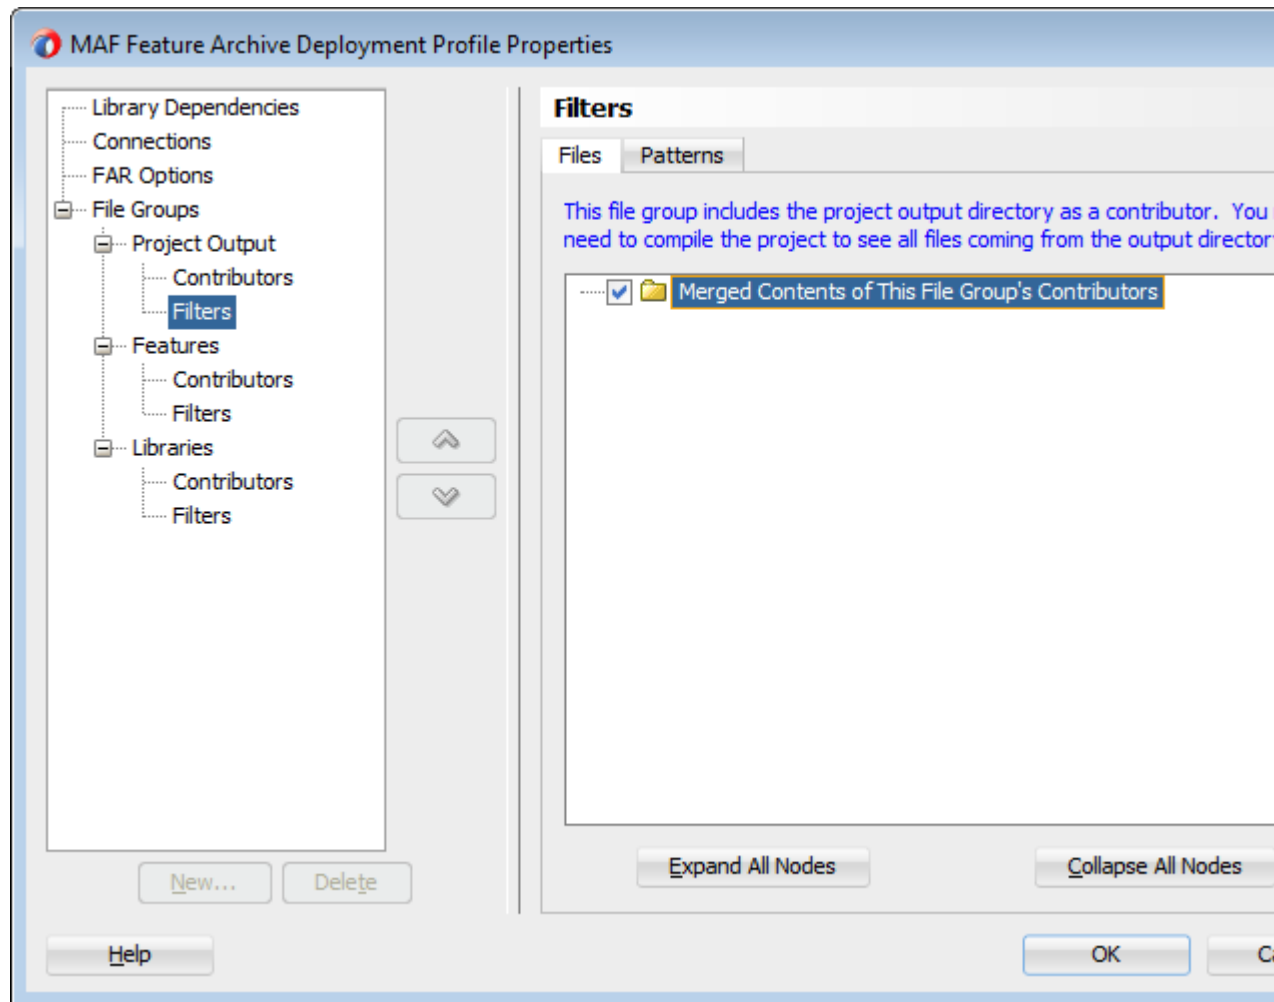 MAF Feature Archive Deployment Profile Properties
Library Dependencies
Connections
FAR Options
File Groups
Project Output
Contributors
Filters
Features
Contributors
Filters
Libraries
Contributors
Filters
New...
Delete
Filters
Files
Patterns
This file group includes the project output directory as a contributor. You
need to compile the project to see all files coming from the output
Merged Contents of This File Group's Contributors
Expand All Nodes
Collapse All Nodes
Help
OK